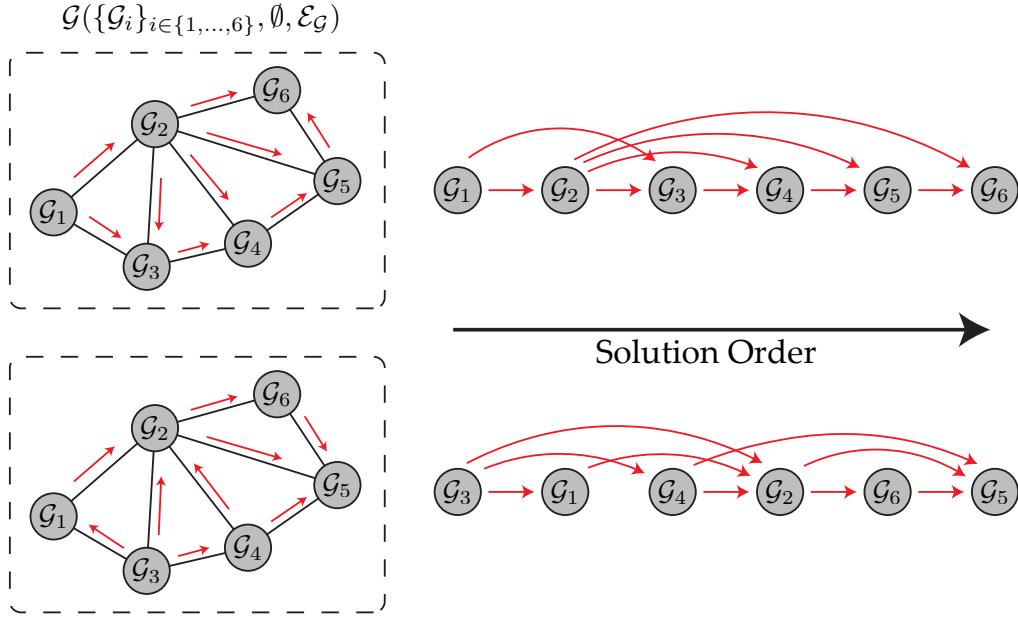 𝒢({𝒢ᵢ}ᵢ∈{1,...,6}, ∅, ℰ_𝒢)
𝒢₆
𝒢₂
𝒢₅
𝒢₁
𝒢₄
𝒢₃
𝒢₁ 𝒢₂ 𝒢₃ 𝒢₄ 𝒢₅ 𝒢₆
Solution Order
𝒢₆
𝒢₂
𝒢₅
𝒢₁
𝒢₄
𝒢₃
𝒢₃ 𝒢₁ 𝒢₄ 𝒢₂ 𝒢₆ 𝒢₅